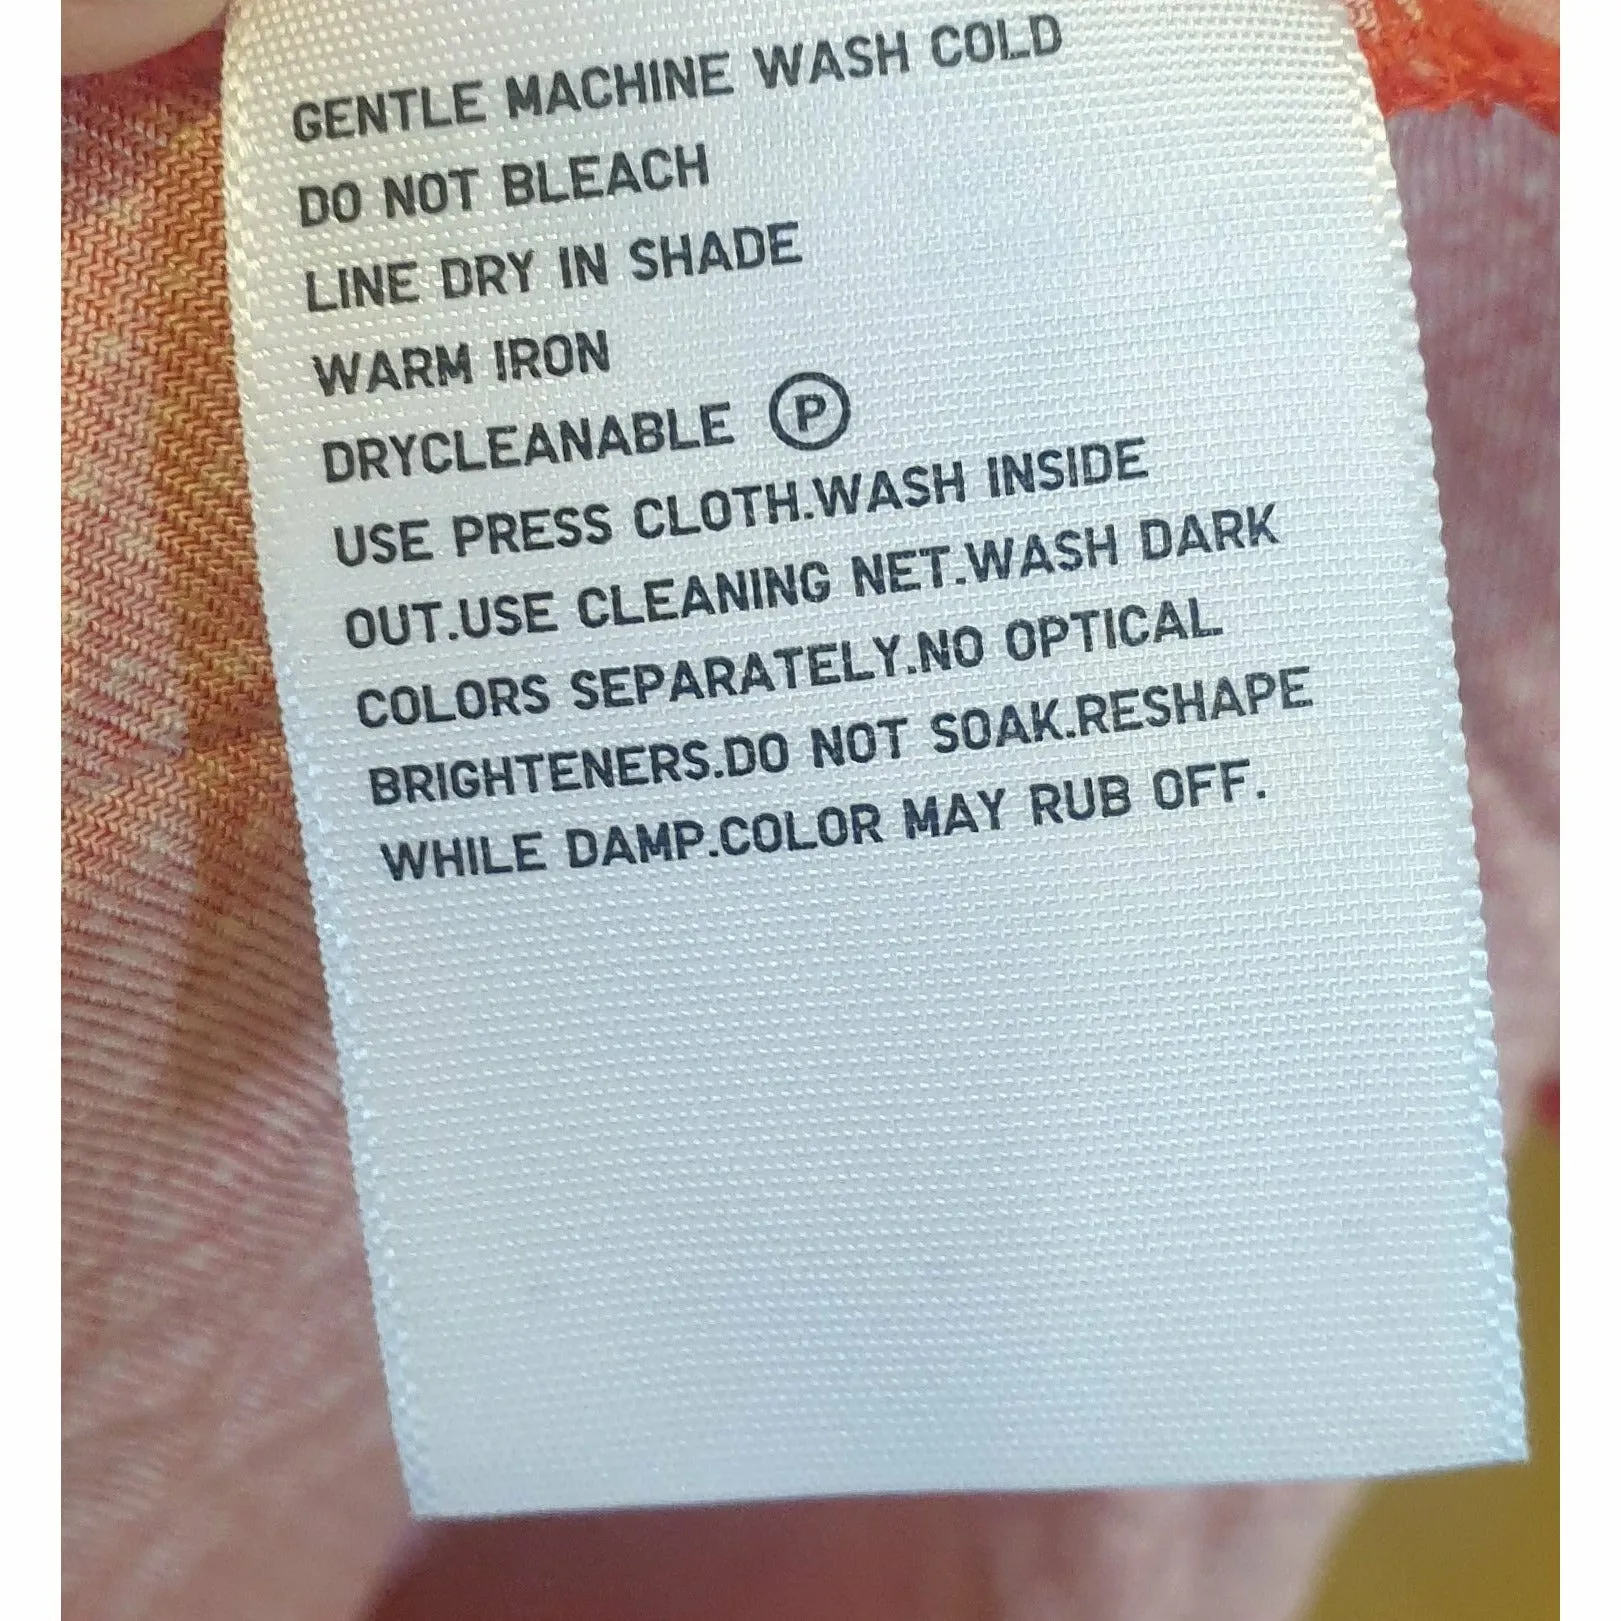 GENTLE MACHINE WASH COLD
DO NOT BLEACH
LINE DRY IN SHADE
WARM IRON
DRYCLEANABLE Ⓟ
USE PRESS CLOTH.WASH INSIDE
OUT.USE CLEANING NET.WASH DARK
COLORS SEPARATELY.NO OPTICAL
BRIGHTENERS.DO NOT SOAK.RESHAPE
WHILE DAMP.COLOR MAY RUB OFF.